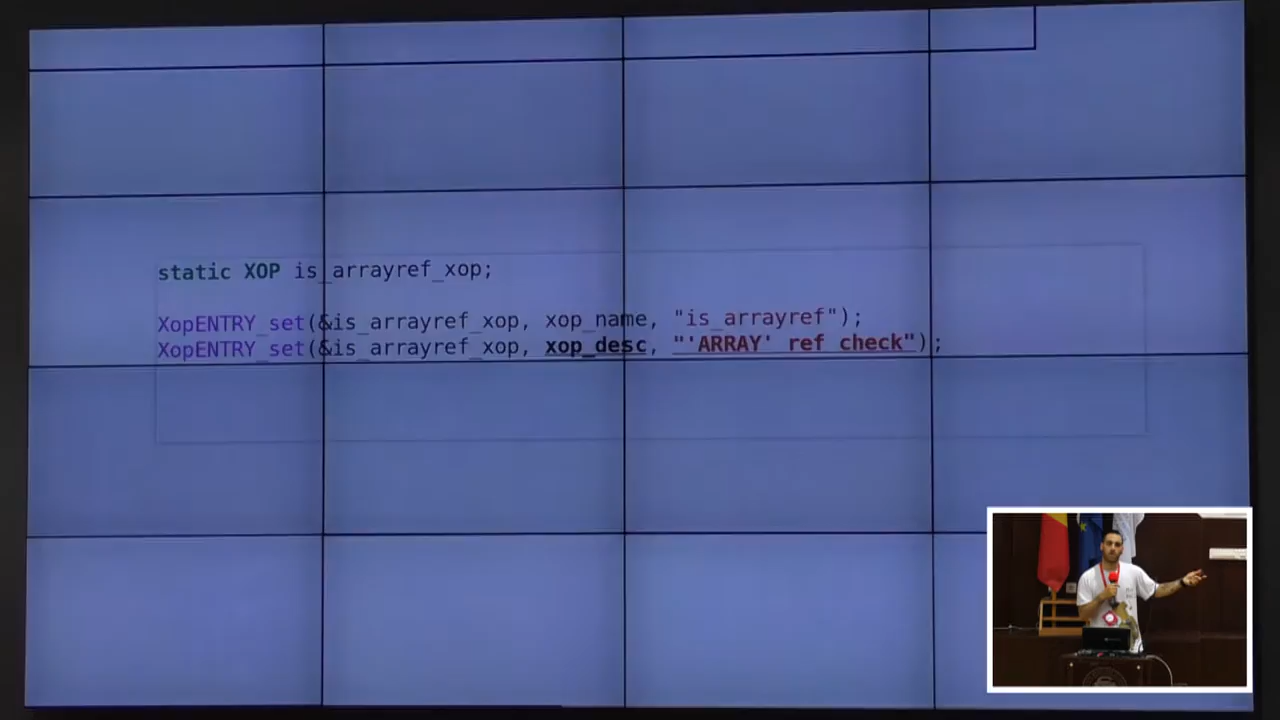 static XOP is_arrayref_xop;
XopENTRY_set(&is_arrayref_xop, xop_name, "is_arrayref");
XopENTRY_set(&is_arrayref_xop, xop_desc, "'ARRAY' ref check");